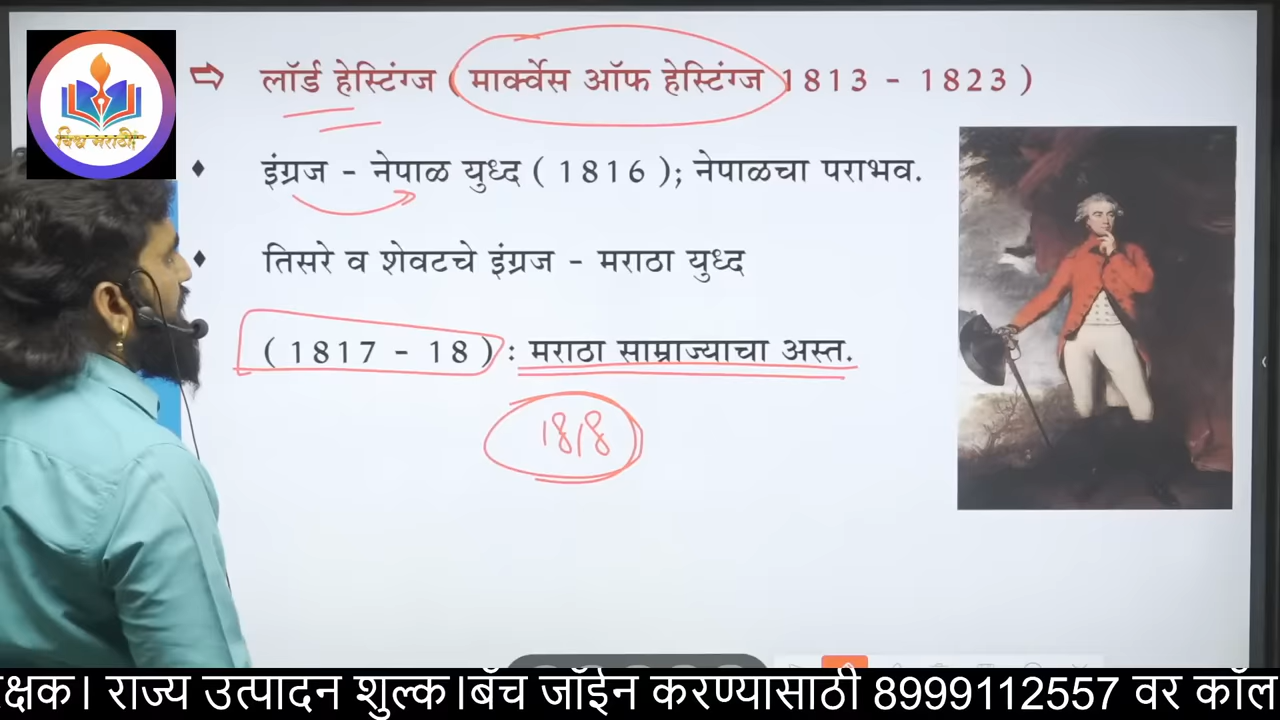 विश्व मराठी
लॉर्ड हेस्टिंग्ज ( मार्क्वेस ऑफ हेस्टिंग्ज 1813 - 1823 )
इंग्रज - नेपाळ युध्द ( 1816 ); नेपाळचा पराभव.
तिसरे व शेवटचे इंग्रज - मराठा युध्द
( 1817 - 18 ) : मराठा साम्राज्याचा अस्त.
1818
क्षक। राज्य उत्पादन शुल्क।बॅच जॉईन करण्यासाठी 8999112557 वर कॉल